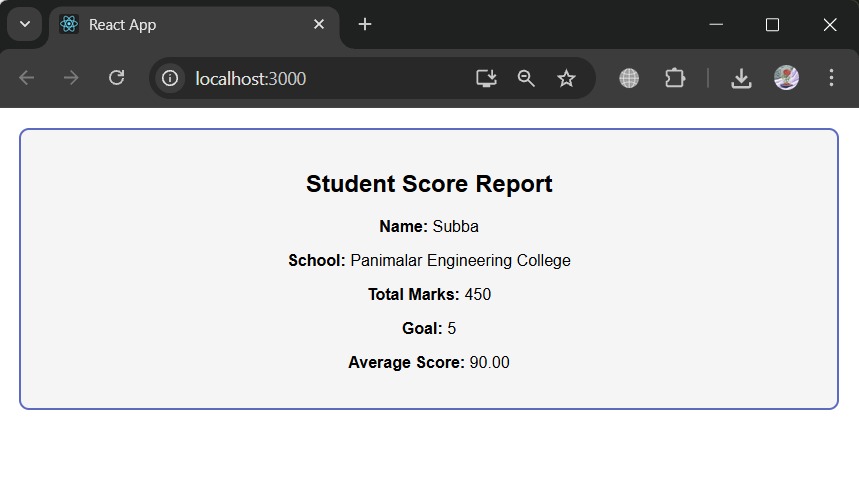 React App
localhost:3000
Student Score Report
Name: Subba
School: Panimalar Engineering College
Total Marks: 450
Goal: 5
Average Score: 90.00